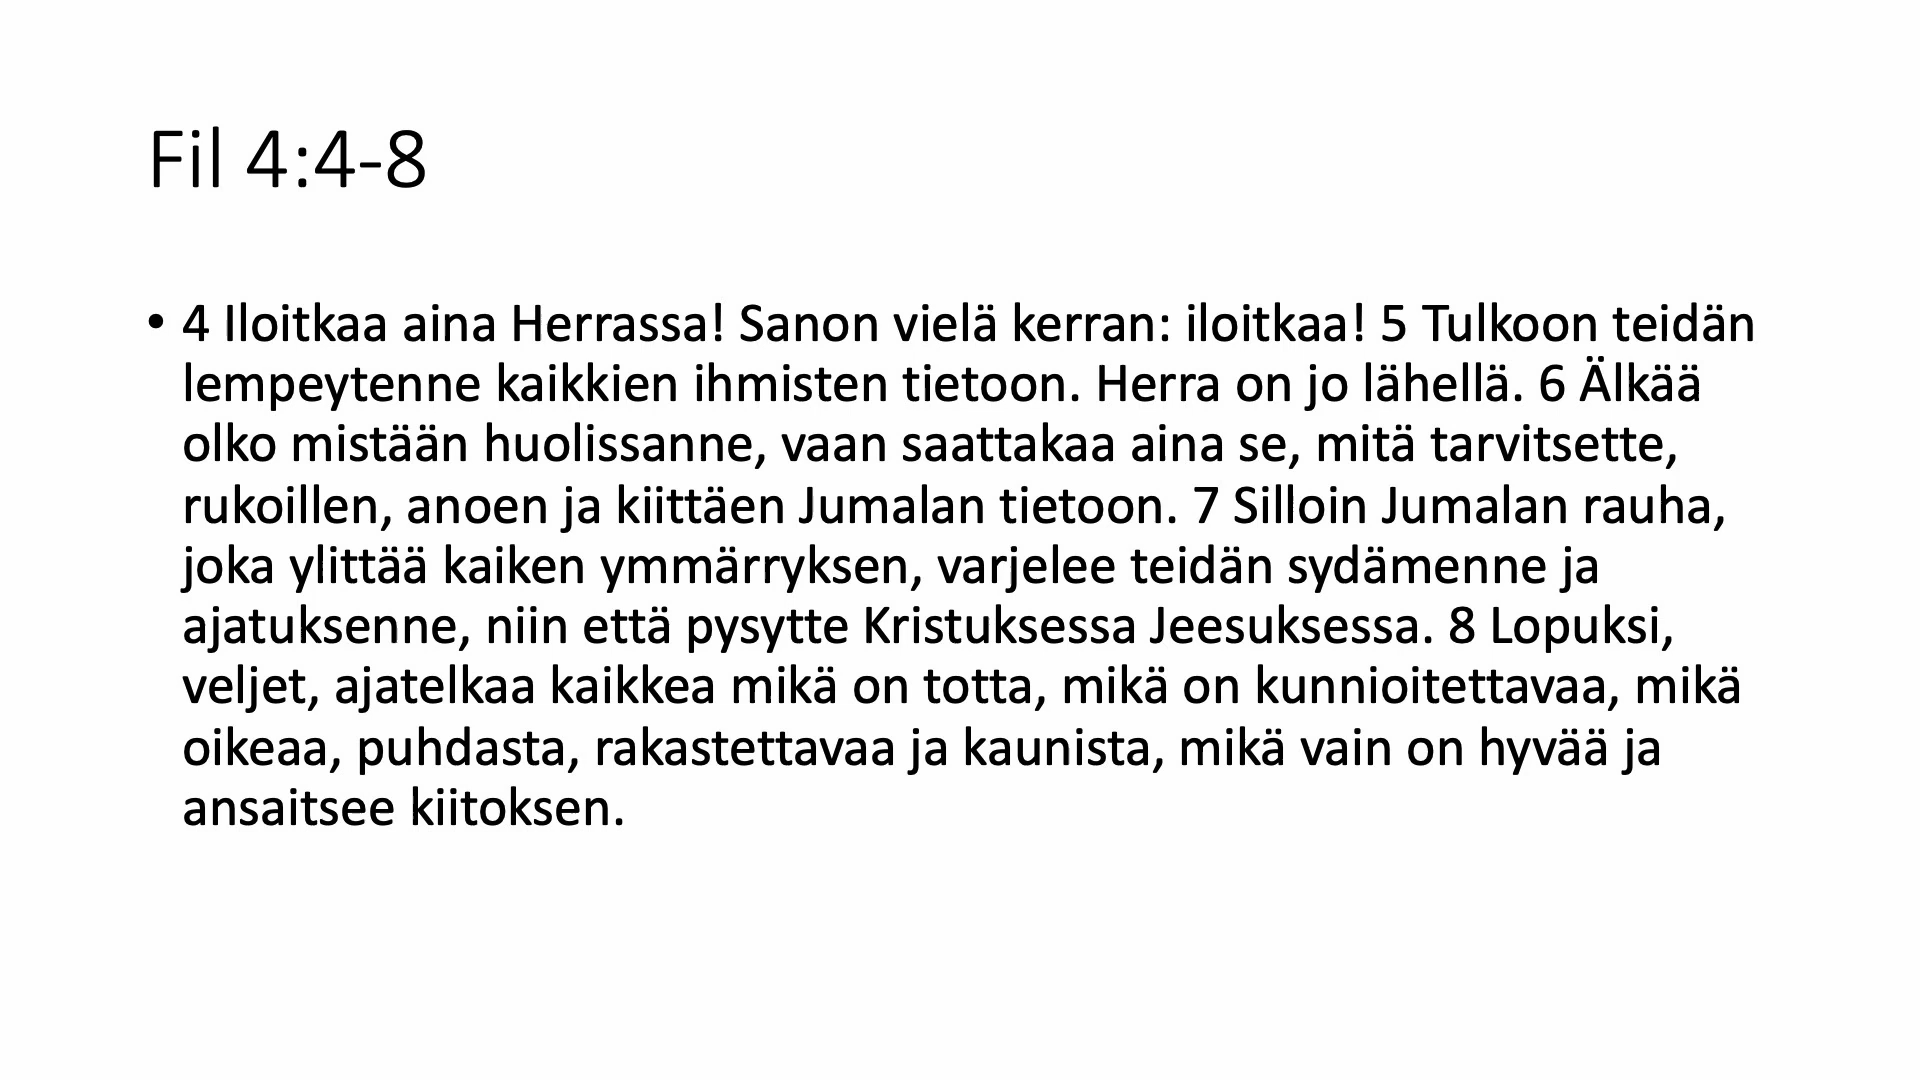 Fil 4:4-8
• 4 Iloitkaa aina Herrassa! Sanon vielä kerran: iloitkaa! 5 Tulkoon teidän
lempeytenne kaikkien ihmisten tietoon. Herra on jo lähellä. 6 Älkää
olko mistään huolissanne, vaan saattakaa aina se, mitä tarvitsette,
rukoillen, anoen ja kiittäen Jumalan tietoon. 7 Silloin Jumalan rauha,
joka ylittää kaiken ymmärryksen, varjelee teidän sydämenne ja
ajatuksenne, niin että pysytte Kristuksessa Jeesuksessa. 8 Lopuksi,
veljet, ajatelkaa kaikkea mikä on totta, mikä on kunnioitettavaa, mikä
oikeaa, puhdasta, rakastettavaa ja kaunista, mikä vain on hyvää ja
ansaitsee kiitoksen.